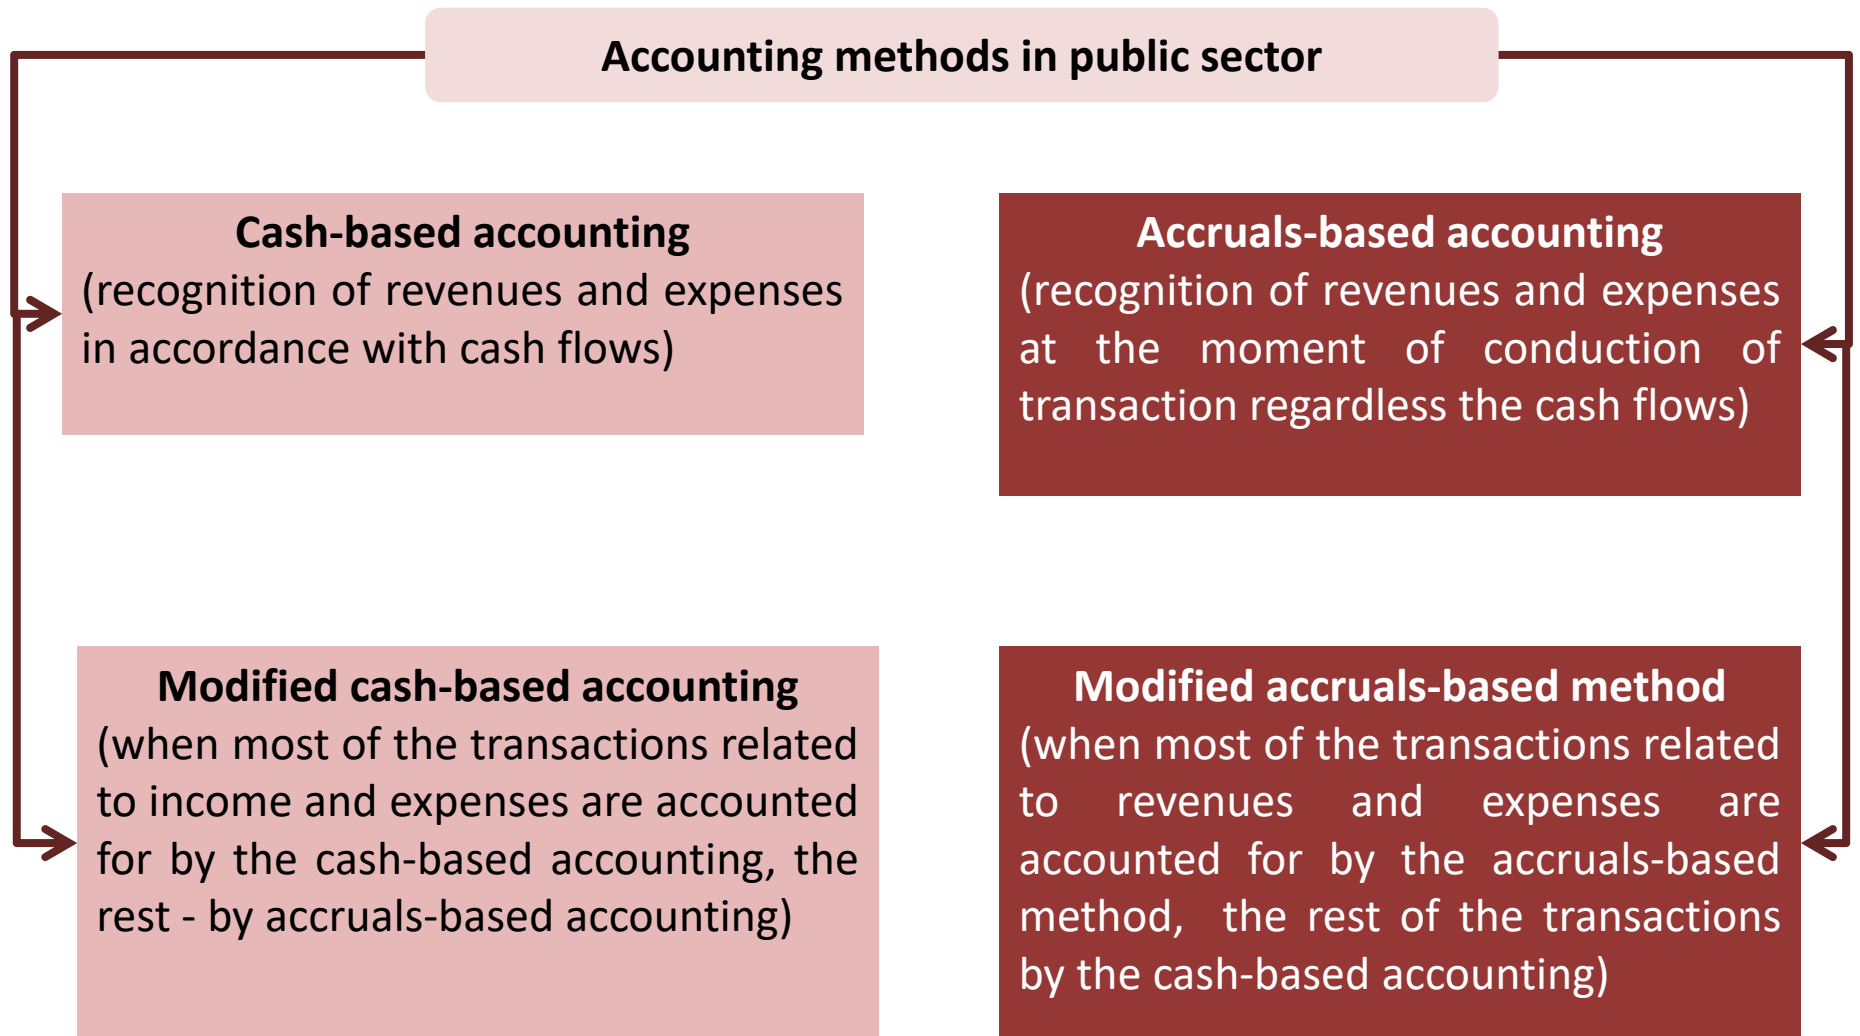 Accounting methods in public sector
Cash-based accounting
(recognition of revenues and expenses
in accordance with cash flows)
Accruals-based accounting
(recognition of revenues and expenses
at the moment of conduction of
transaction regardless the cash flows)
Modified cash-based accounting
(when most of the transactions related
to income and expenses are accounted
for by the cash-based accounting, the
rest - by accruals-based accounting)
Modified accruals-based method
(when most of the transactions related
to revenues and expenses are
accounted for by the accruals-based
method, the rest of the transactions
by the cash-based accounting)